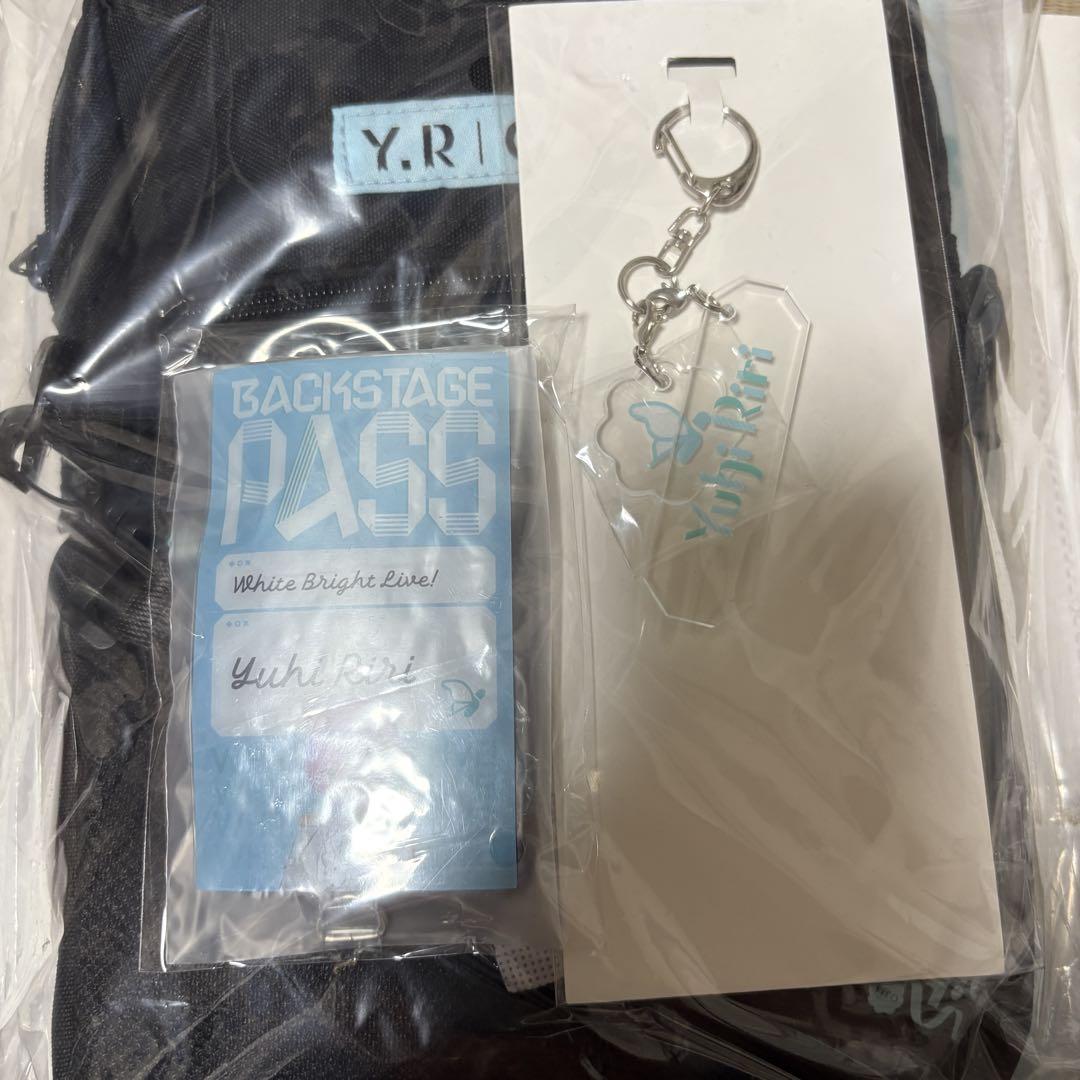 Y.R |
BACKSTAGE
PASS
White Bright Live!
Yuhi Riri
Yuhi Riri